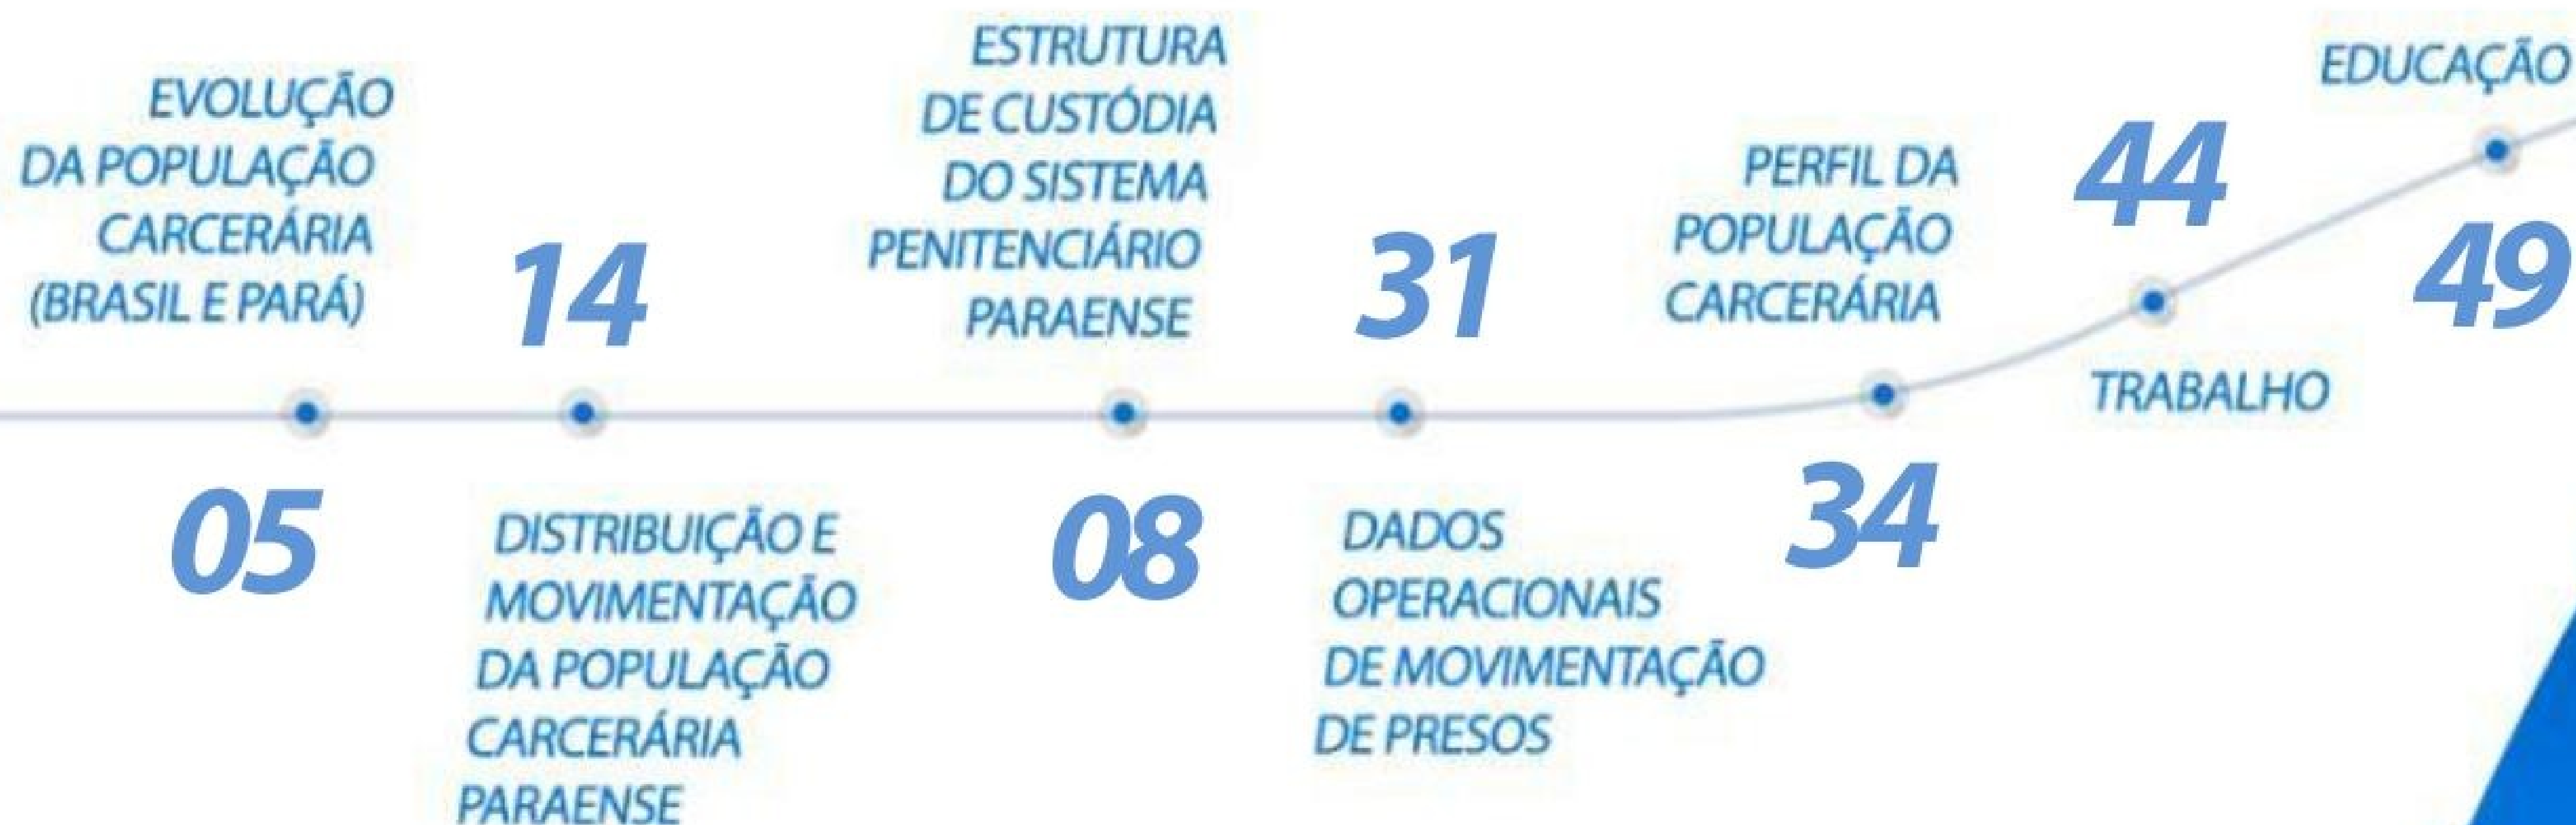 EVOLUÇÃO
DA POPULAÇÃO
CARCERÁRIA
(BRASIL E PARÁ)
05
14
DISTRIBUIÇÃO E
MOVIMENTAÇÃO
DA POPULAÇÃO
CARCERÁRIA
PARAENSE
ESTRUTURA
DE CUSTÓDIA
DO SISTEMA
PENITENCIÁRIO
PARAENSE
08
31
DADOS
OPERACIONAIS
DE MOVIMENTAÇÃO
DE PRESOS
PERFIL DA
POPULAÇÃO
CARCERÁRIA
34
44
TRABALHO
EDUCAÇÃO
49